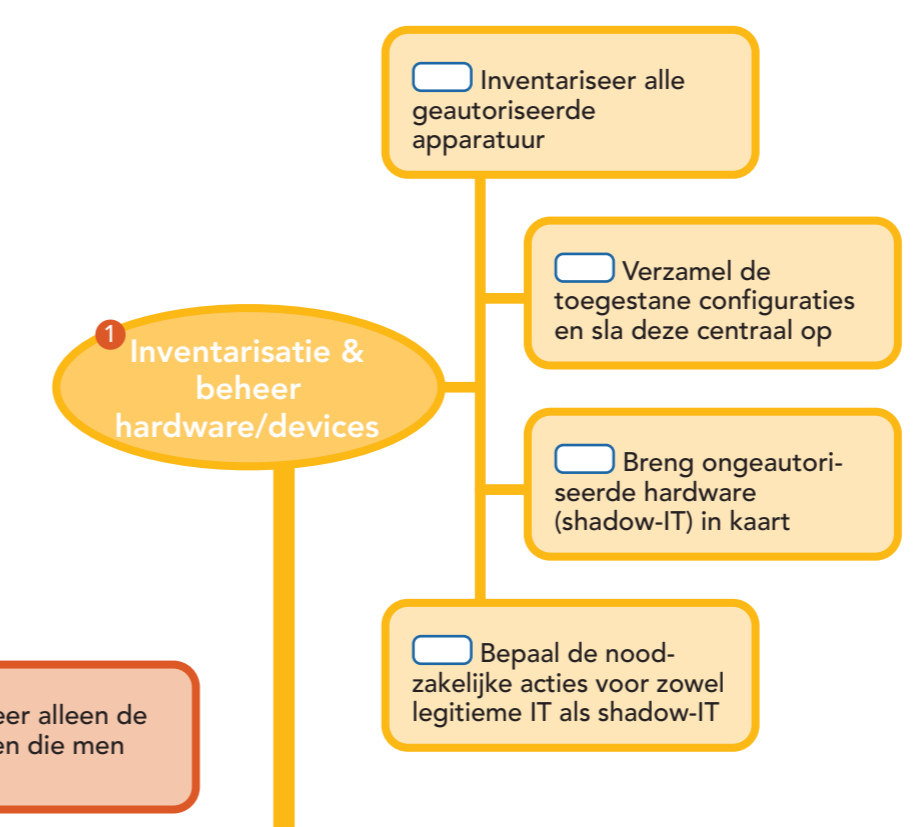 Inventariseer alle
geautoriseerde
apparatuur
Verzamel de
toegestane configuraties
en sla deze centraal op
1
Inventarisatie &
beheer
hardware/devices
Breng ongeautori-
seerde hardware
(shadow-IT) in kaart
Bepaal de nood-
zakelijke acties voor zowel
legitieme IT als shadow-IT
eer alleen de
en die men